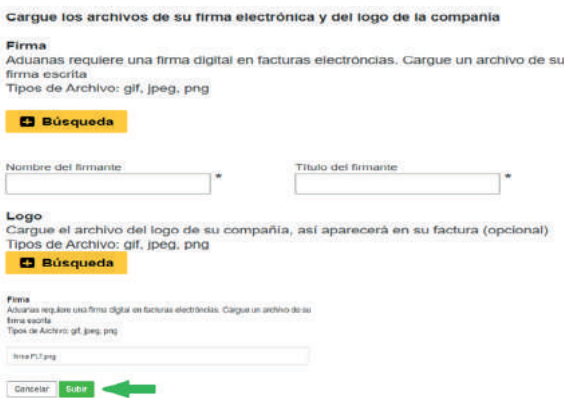 Cargue los archivos de su firma electrónica y del logo de la compañia
Firma
Aduanas requiere una firma digital en facturas electróncias. Cargue un archivo de su
firma escrita
Tipos de Archivo: gif, jpeg, png
Búsqueda
Nombre del firmante
*
Título del firmante
*
Logo
Cargue el archivo del logo de su compañía, así aparecerá en su factura (opcional)
Tipos de Archivo: gif, jpeg, png
Búsqueda
Firma
Aduanas requiere una firma digital en facturas electróncias. Cargue un archivo de su
firma escrita
Tipos de Archivo: gif, jpeg, png
firma PLT.png
Cancelar
Subir